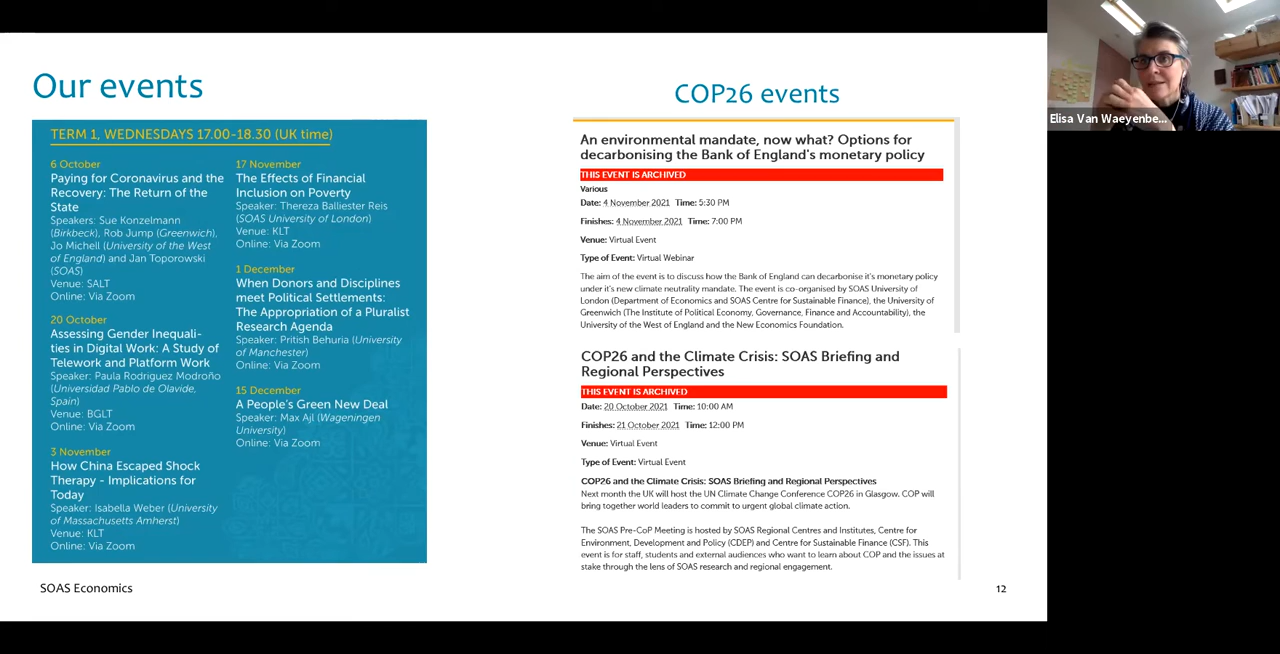 Our events
TERM 1, WEDNESDAYS 17.00-18.30 (UK time)
6 October
Paying for Coronavirus and the
Recovery: The Return of the
State
Speakers: Sue Konzelmann
(Birkbeck), Rob Jump (Greenwich),
Jo Michell (University of the West
of England) and Jan Toporowski
(SOAS)
Venue: SALT
Online: Via Zoom
20 October
Assessing Gender Inequali-
ties in Digital Work: A Study of
Telework and Platform Work
Speaker: Paula Rodriguez Modroño
(Universidad Pablo de Olavide,
Spain)
Venue: BGLT
Online: Via Zoom
3 November
How China Escaped Shock
Therapy - Implications for
Today
Speaker: Isabella Weber (University
of Massachusetts Amherst)
Venue: KLT
Online: Via Zoom
17 November
The Effects of Financial
Inclusion on Poverty
Speaker: Thereza Balliester Reis
(SOAS University of London)
Venue: KLT
Online: Via Zoom
1 December
When Donors and Disciplines
meet Political Settlements:
The Appropriation of a Pluralist
Research Agenda
Speaker: Pritish Behuria (University
of Manchester)
Online: Via Zoom
15 December
A People's Green New Deal
Speaker: Max Ajl (Wageningen
University)
Online: Via Zoom
COP26 events
An environmental mandate, now what? Options for
decarbonising the Bank of England's monetary policy
THIS EVENT IS ARCHIVED
Various
Date: 4 November 2021 Time: 5:30 PM
Finishes: 4 November 2021 Time: 7:00 PM
Venue: Virtual Event
Type of Event: Virtual Webinar
The aim of the event is to discuss how the Bank of England can decarbonise it's monetary policy
under it's new climate neutrality mandate. The event is co-organised by SOAS University of
London (Department of Economics and SOAS Centre for Sustainable Finance), the University of
Greenwich (The Institute of Political Economy, Governance, Finance and Accountability), the
University of the West of England and the New Economics Foundation.
COP26 and the Climate Crisis: SOAS Briefing and
Regional Perspectives
THIS EVENT IS ARCHIVED
Date: 20 October 2021 Time: 10:00 AM
Finishes: 21 October 2021 Time: 12:00 PM
Venue: Virtual Event
Type of Event: Virtual Event
COP26 and the Climate Crisis: SOAS Briefing and Regional Perspectives
Next month the UK will host the UN Climate Change Conference COP26 in Glasgow. COP will
bring together world leaders to commit to urgent global climate action.
The SOAS Pre-CoP Meeting is hosted by SOAS Regional Centres and Institutes, Centre for
Environment, Development and Policy (CDEP) and Centre for Sustainable Finance (CSF). This
event is for staff, students and external audiences who want to learn about COP and the issues at
stake through the lens of SOAS research and regional engagement.
SOAS Economics
12
Elisa Van Waeyenbe...